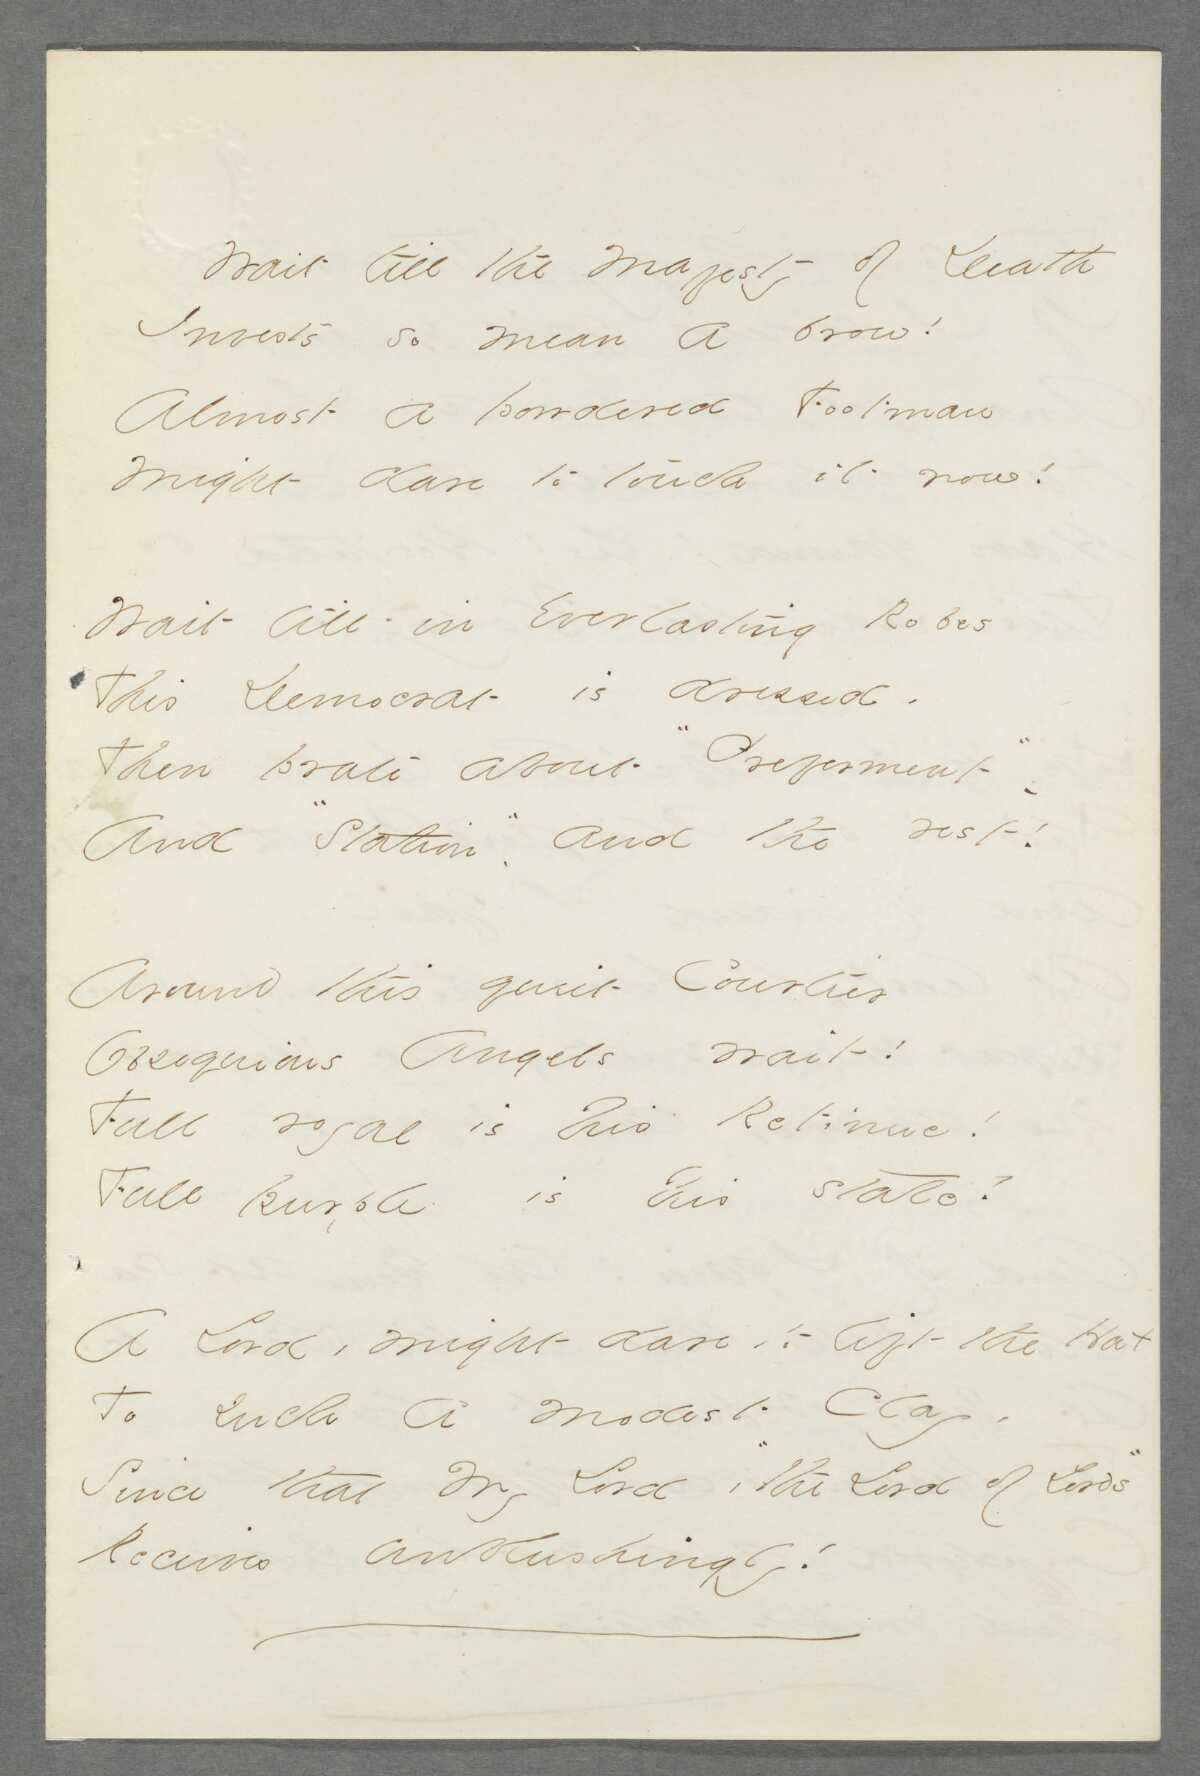 Wait till the Majesty of Death
Invests so mean a brow!
Almost a powdered Footman
Might dare to touch it now!
Wait till in Everlasting Robes
This Democrat is dressed,
Then prate about "Preferment" -
And "Station", and the rest!
Around this quiet Courtier
Obsequious Angels wait!
Full royal is his Retinue!
Full purple is his state!
A Lord, might dare to lift the Hat
To such a Modest Clay,
Since that My Lord, "the Lord of Lords"
Receives unblushingly!